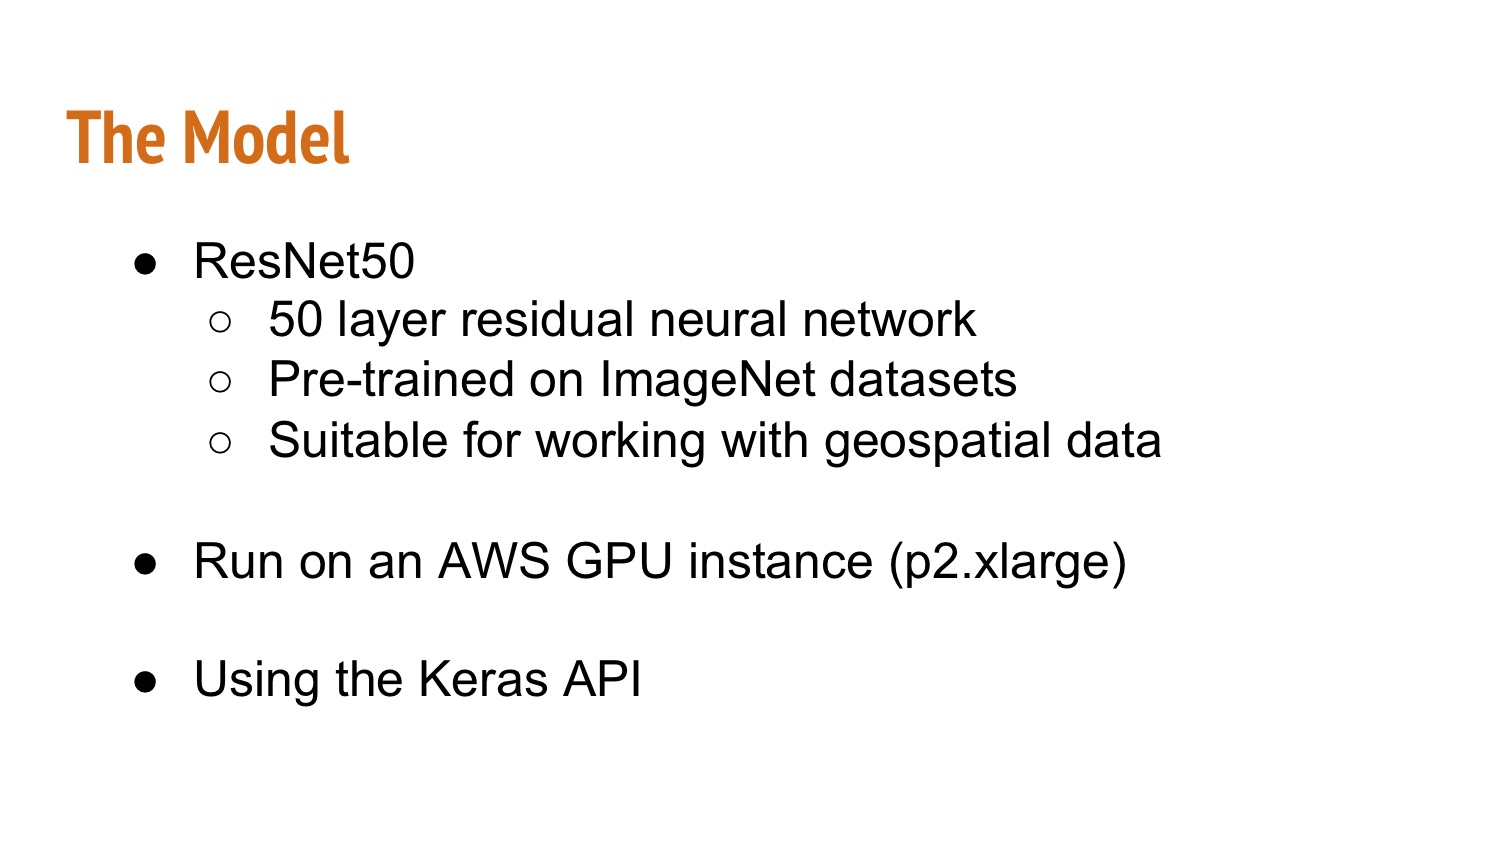 The Model
● ResNet50
○ 50 layer residual neural network
○ Pre-trained on ImageNet datasets
○ Suitable for working with geospatial data
● Run on an AWS GPU instance (p2.xlarge)
● Using the Keras API